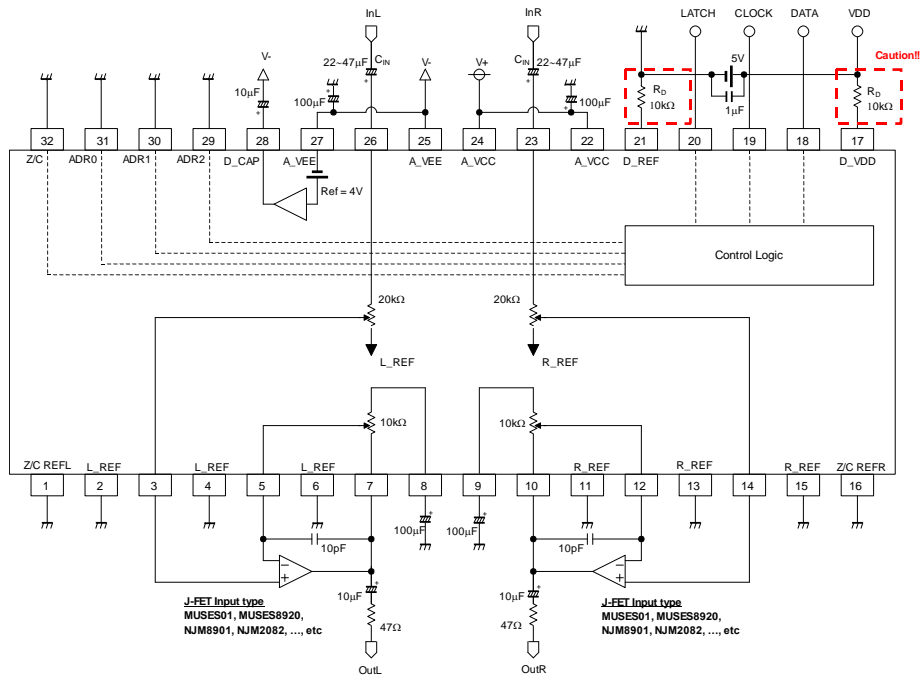 InL
InR
LATCH
CLOCK
DATA
VDD
Caution!!
V-
22~47μF
CIN
V-
V+
CIN
22~47μF
5V
10μF
100μF
100μF
RD
10kΩ
1μF
RD
10kΩ
32
31
30
29
28
27
26
25
24
23
22
21
20
19
18
17
Z/C
ADR0
ADR1
ADR2
D_CAP
A_VEE
A_VEE
A_VCC
A_VCC
D_REF
D_VDD
Ref = 4V
Control Logic
20kΩ
20kΩ
L_REF
R_REF
10kΩ
10kΩ
Z/C REFL
L_REF
L_REF
L_REF
R_REF
R_REF
R_REF
Z/C REFR
1
2
3
4
5
6
7
8
9
10
11
12
13
14
15
16
100μF
100μF
10pF
10pF
10μF
10μF
J-FET Input type
MUSES01, MUSES8920,
NJM8901, NJM2082, …, etc
J-FET Input type
MUSES01, MUSES8920,
NJM8901, NJM2082, …, etc
47Ω
47Ω
OutL
OutR